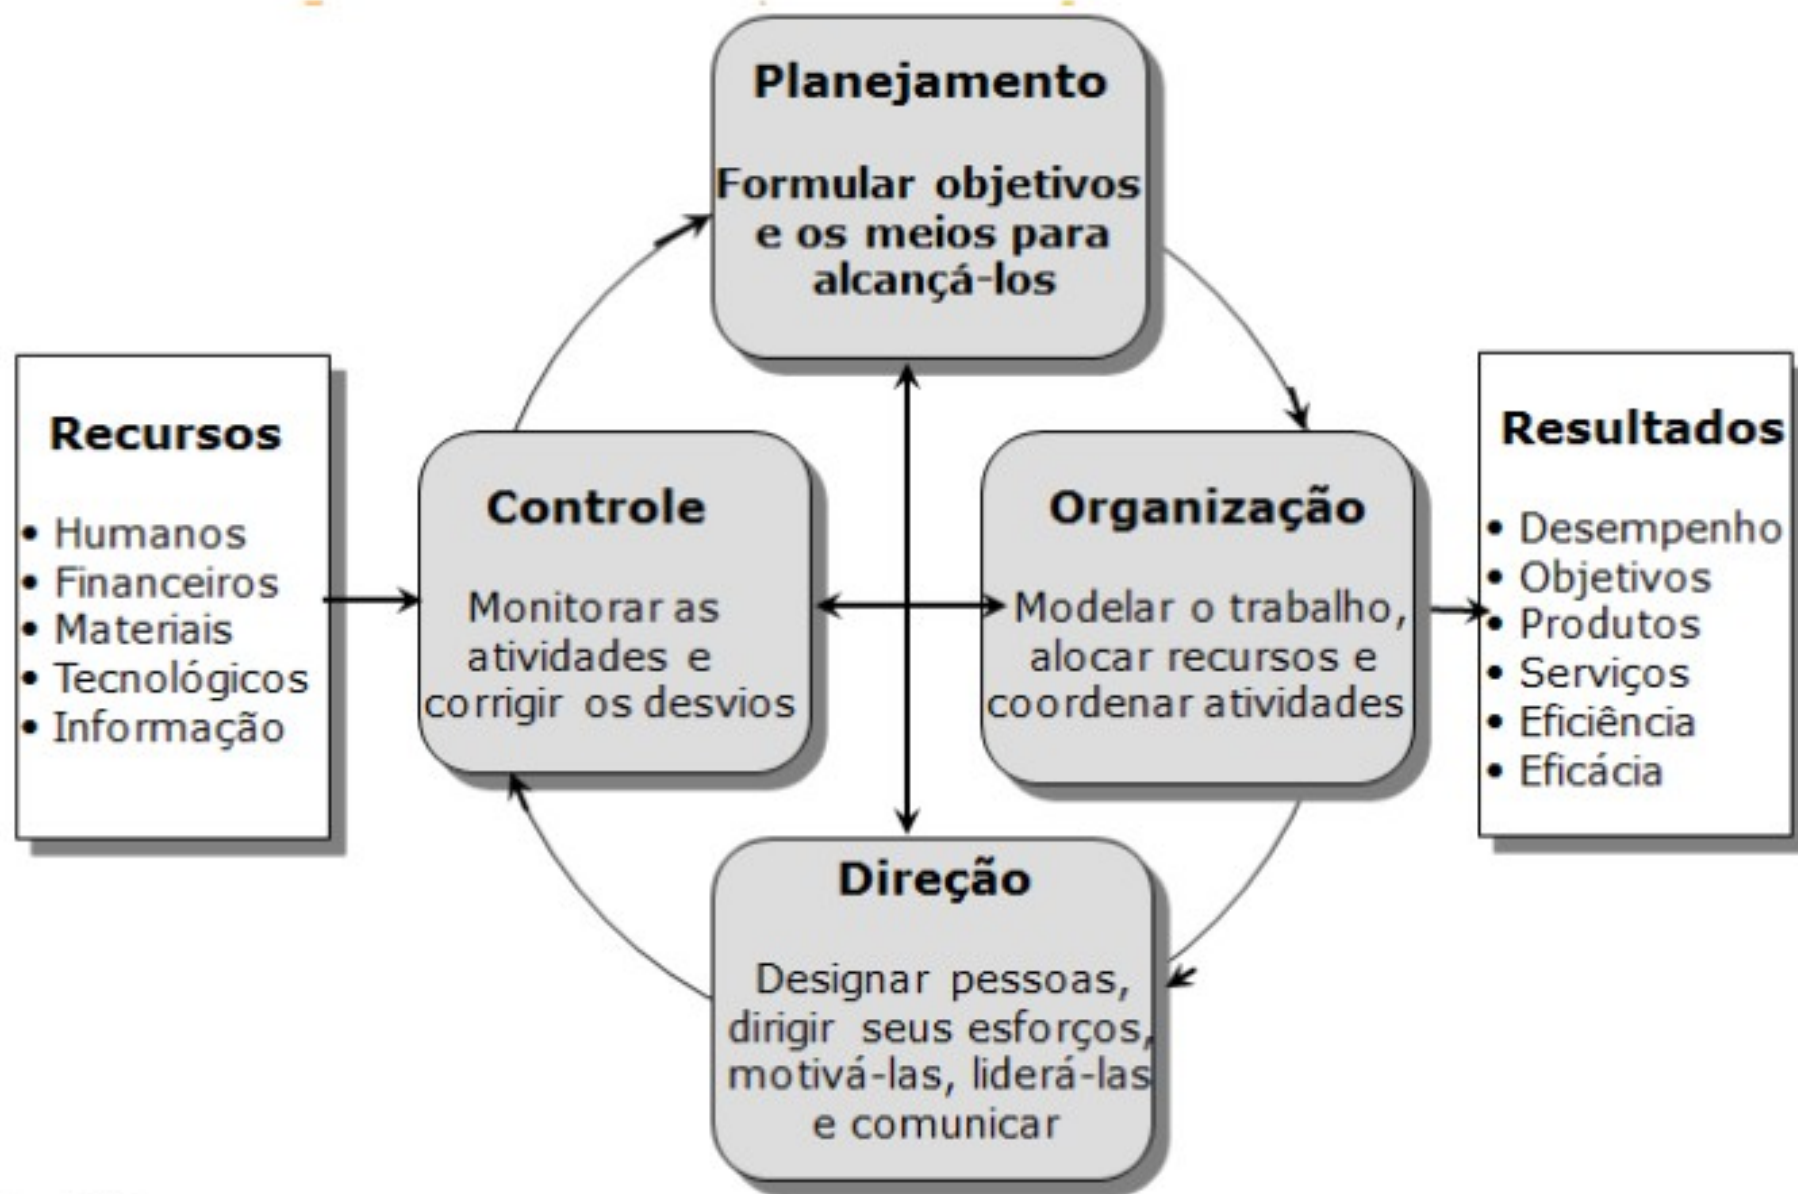 Planejamento
Formular objetivos
e os meios para
alcançá-los
Recursos
• Humanos
• Financeiros
• Materiais
• Tecnológicos
• Informação
Controle
Monitorar as
atividades e
corrigir os desvios
Organização
Modelar o trabalho,
alocar recursos e
coordenar atividades
Resultados
• Desempenho
• Objetivos
• Produtos
• Serviços
• Eficiência
• Eficácia
Direção
Designar pessoas,
dirigir seus esforços,
motivá-las, liderá-las
e comunicar